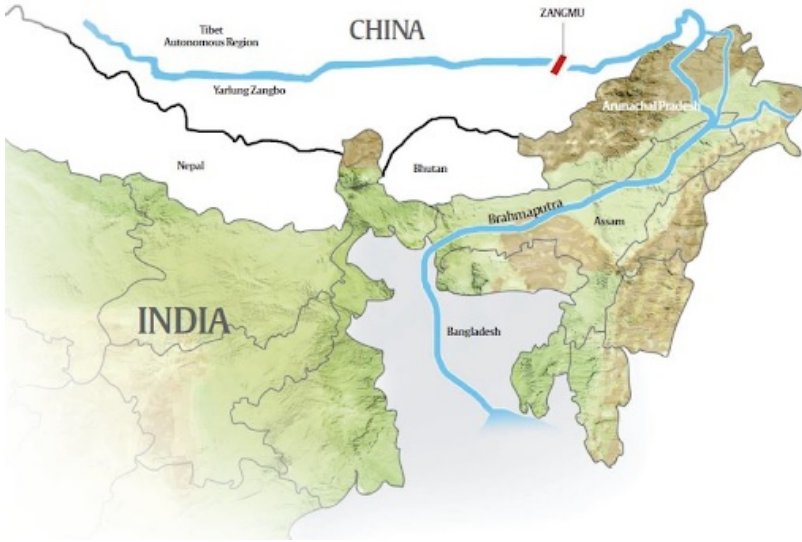 ZANGMU
Tibet
Autonomous Region
CHINA
Yarlung Zangbo
Arunachal Pradesh
Nepal
Bhutan
Brahmaputra
Assam
INDIA
Bangladesh